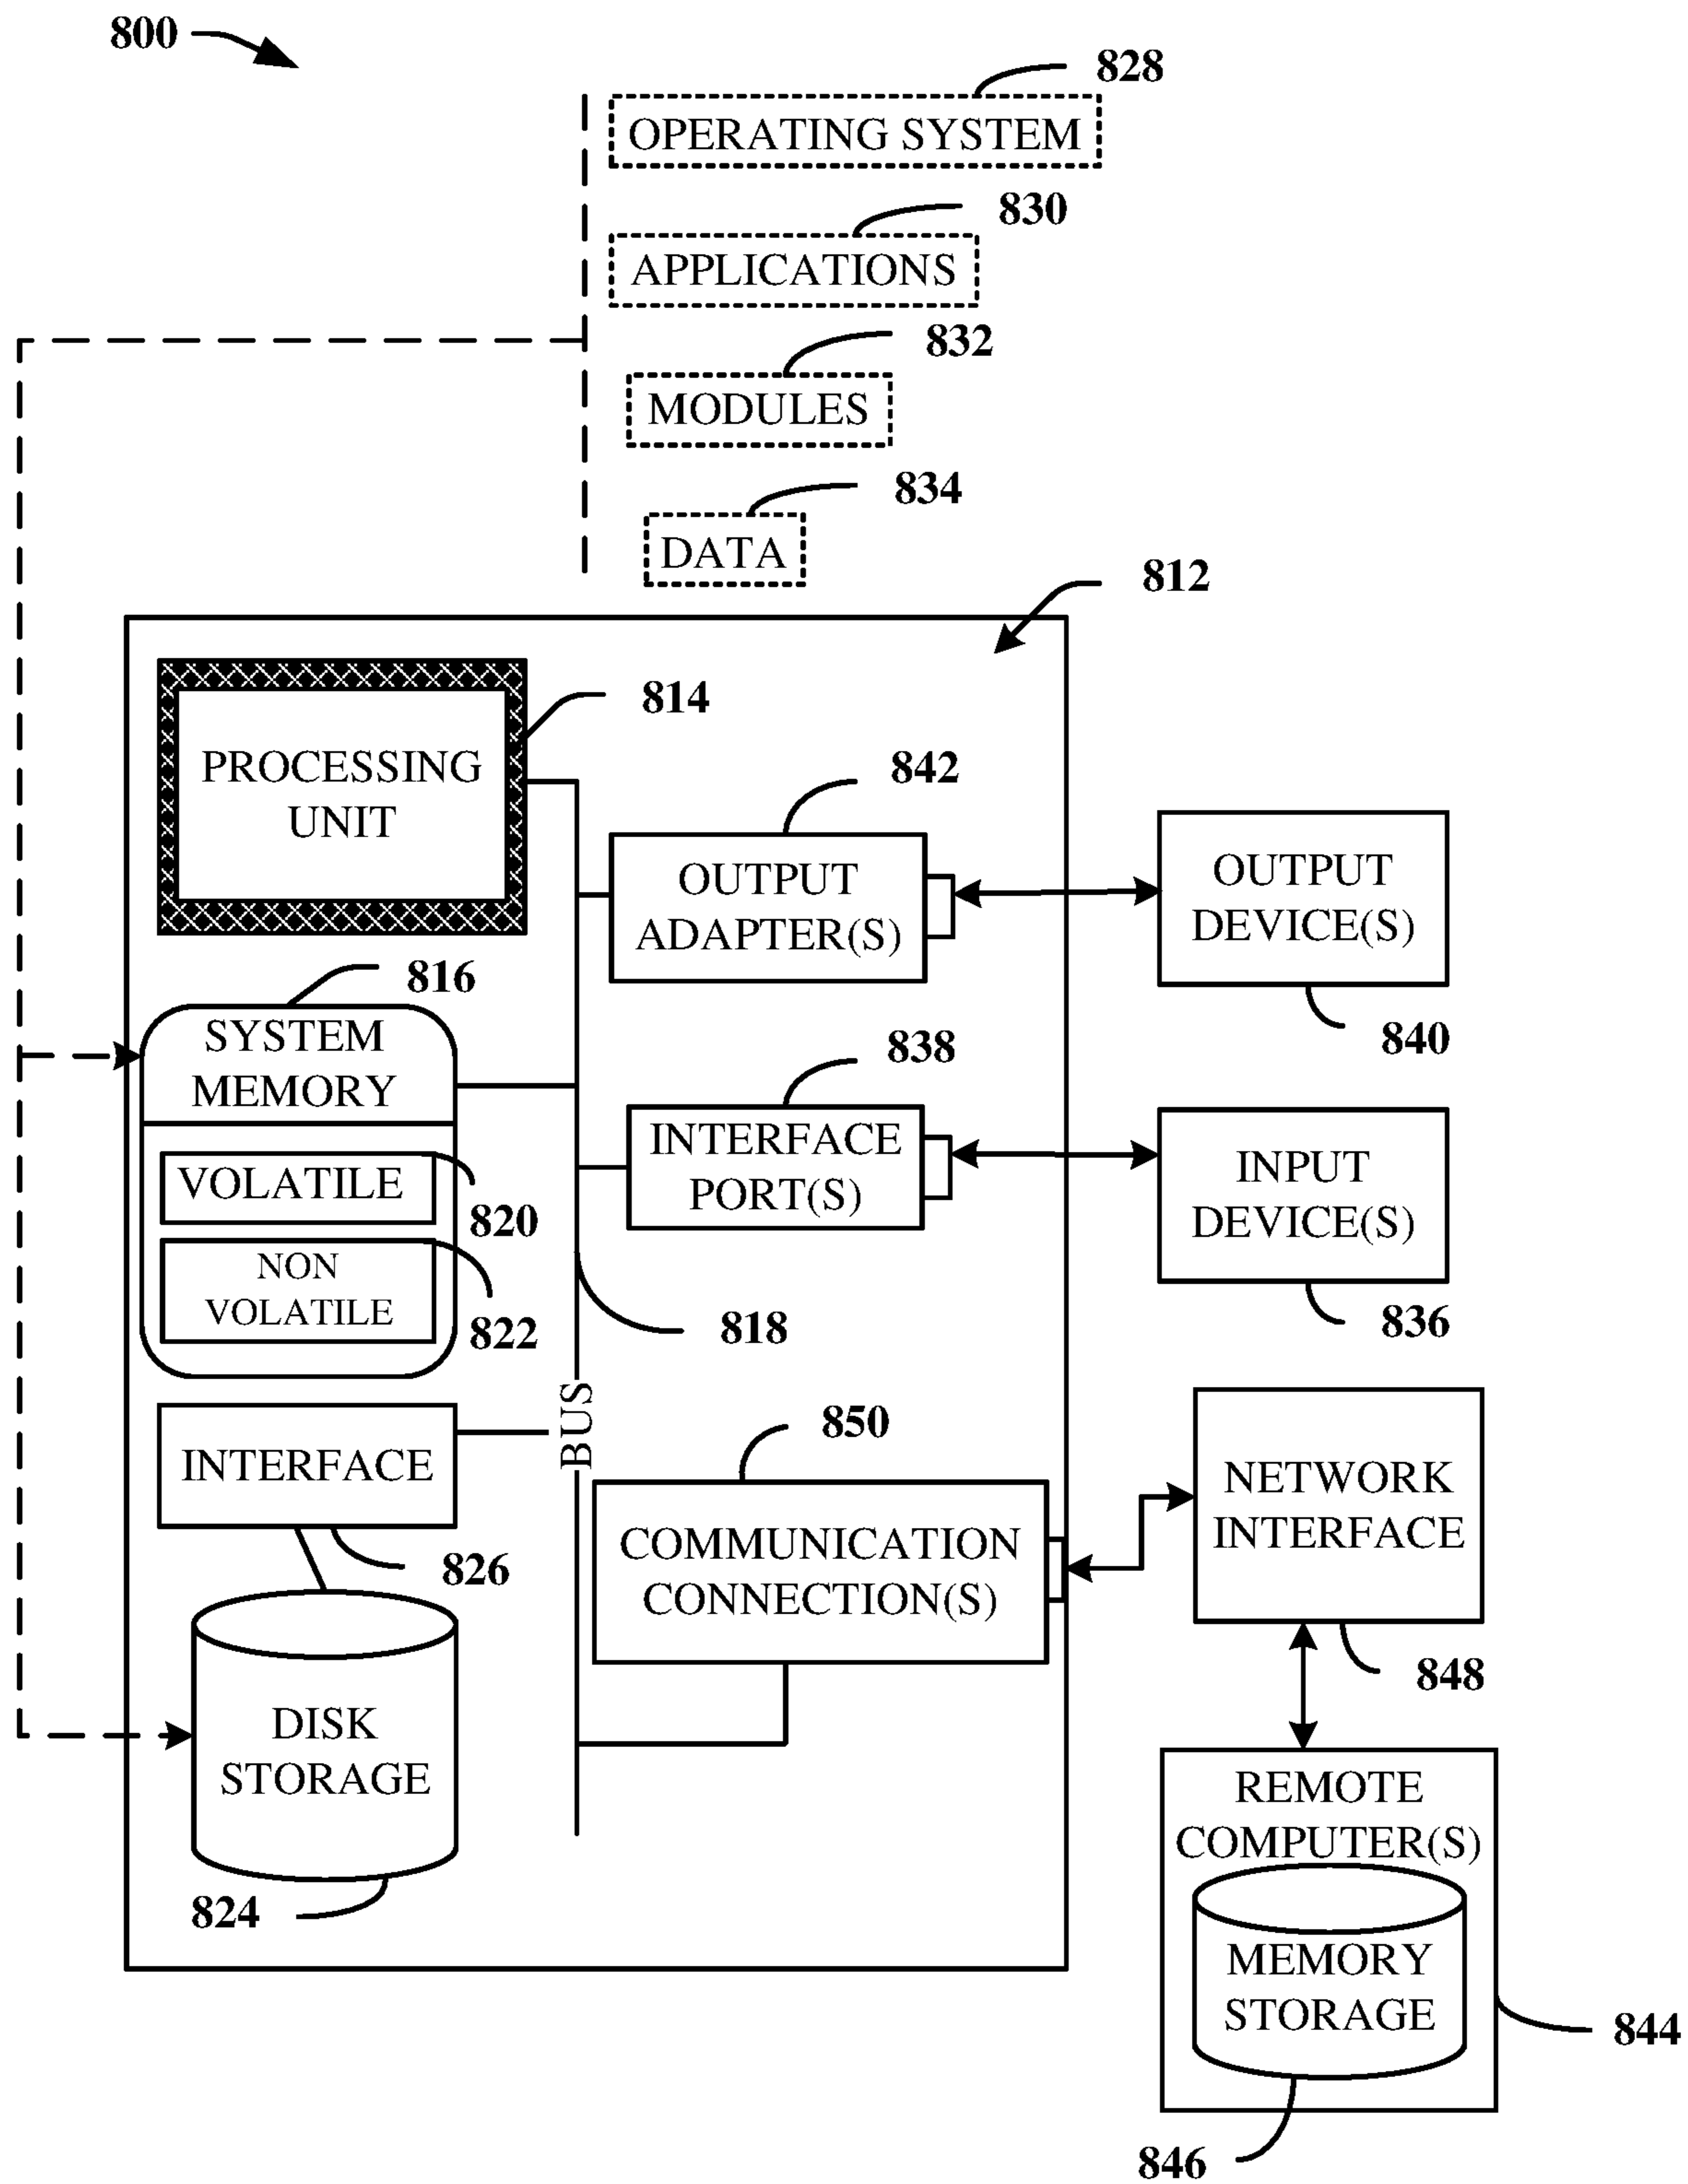 800
828
OPERATING SYSTEM
830
APPLICATIONS
832
MODULES
834
DATA
812
814
PROCESSING
UNIT
842
OUTPUT
ADAPTER(S)
OUTPUT
DEVICE(S)
840
816
SYSTEM
MEMORY
838
INTERFACE
PORT(S)
INPUT
DEVICE(S)
836
VOLATILE
820
NON
VOLATILE
822
818
BUS
INTERFACE
826
850
COMMUNICATION
CONNECTION(S)
NETWORK
INTERFACE
848
DISK
STORAGE
824
REMOTE
COMPUTER(S)
MEMORY
STORAGE
844
846